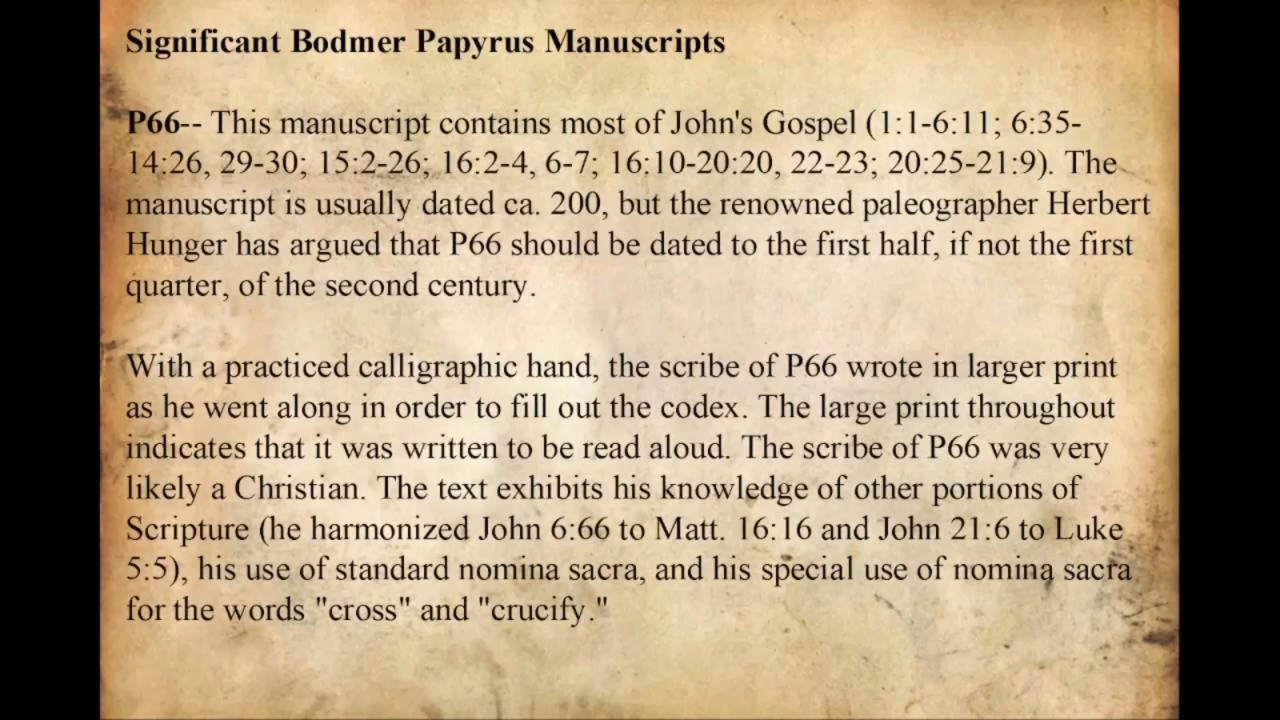 Significant Bodmer Papyrus Manuscripts
P66-- This manuscript contains most of John's Gospel (1:1-6:11; 6:35-
14:26, 29-30; 15:2-26; 16:2-4, 6-7; 16:10-20:20, 22-23; 20:25-21:9). The
manuscript is usually dated ca. 200, but the renowned paleographer Herbert
Hunger has argued that P66 should be dated to the first half, if not the first
quarter, of the second century.
With a practiced calligraphic hand, the scribe of P66 wrote in larger print
as he went along in order to fill out the codex. The large print throughout
indicates that it was written to be read aloud. The scribe of P66 was very
likely a Christian. The text exhibits his knowledge of other portions of
Scripture (he harmonized John 6:66 to Matt. 16:16 and John 21:6 to Luke
5:5), his use of standard nomina sacra, and his special use of nomina sacra
for the words "cross" and "crucify."